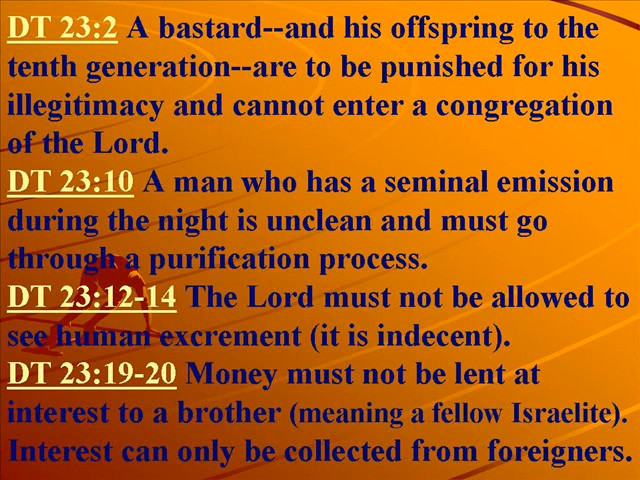 DT 23:2 A bastard--and his offspring to the
tenth generation--are to be punished for his
illegitimacy and cannot enter a congregation
of the Lord.
DT 23:10 A man who has a seminal emission
during the night is unclean and must go
through a purification process.
DT 23:12-14 The Lord must not be allowed to
see human excrement (it is indecent).
DT 23:19-20 Money must not be lent at
interest to a brother (meaning a fellow Israelite).
Interest can only be collected from foreigners.